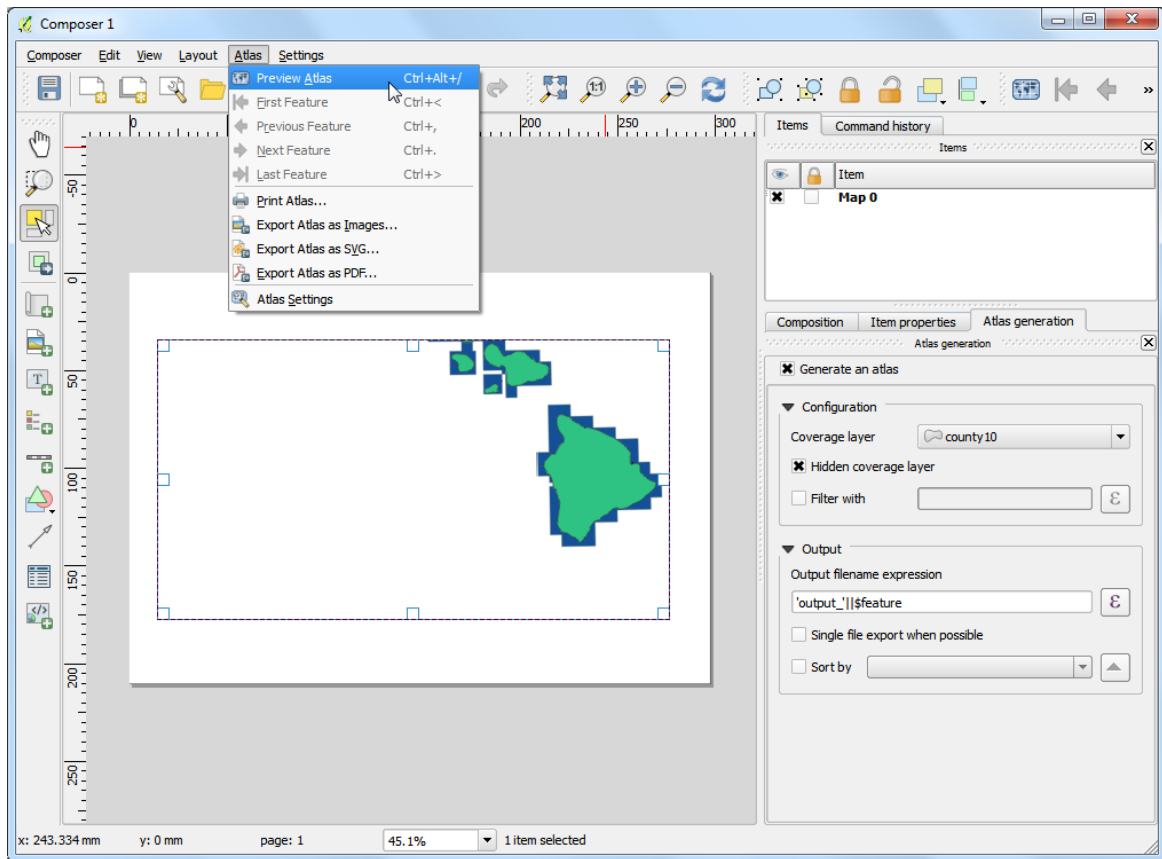 Composer 1
Composer Edit View Layout Atlas Settings
Preview Atlas Ctrl+Alt+/
First Feature Ctrl+<
Previous Feature Ctrl+,
Next Feature Ctrl+.
Last Feature Ctrl+>
Print Atlas...
Export Atlas as Images...
Export Atlas as SVG...
Export Atlas as PDF...
Atlas Settings
1:1
»
0 200 250 300
-50
0
50
100
150
200
250
Items Command history
Items
Item
Map 0
Composition Item properties Atlas generation
Atlas generation
Generate an atlas
Configuration
Coverage layer county10
Hidden coverage layer
Filter with ε
Output
Output filename expression
'output_'||$feature ε
Single file export when possible
Sort by
x: 243.334 mm y: 0 mm page: 1 45.1% 1 item selected